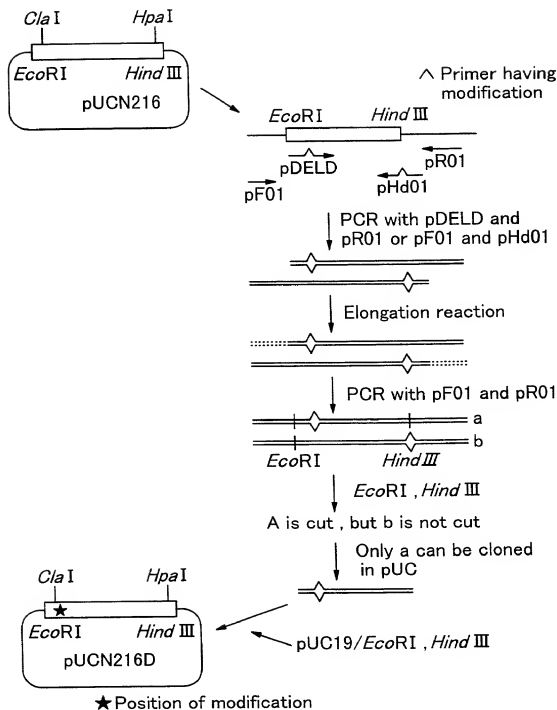 Cla I HpaI
EcoRI Hind III
pUCN216
^ Primer having
modification
EcoRI Hind III
pDELD pR01
pF01 pHd01
PCR with pDELD and
pR01 or pF01 and pHd01
Elongation reaction
PCR with pF01 and pR01
a
b
EcoRI Hind III
EcoRI , Hind III
A is cut , but b is not cut
Only a can be cloned
in pUC
Cla I HpaI
★
EcoRI Hind III
pUCN216D
pUC19/EcoRI , Hind III
★Position of modification